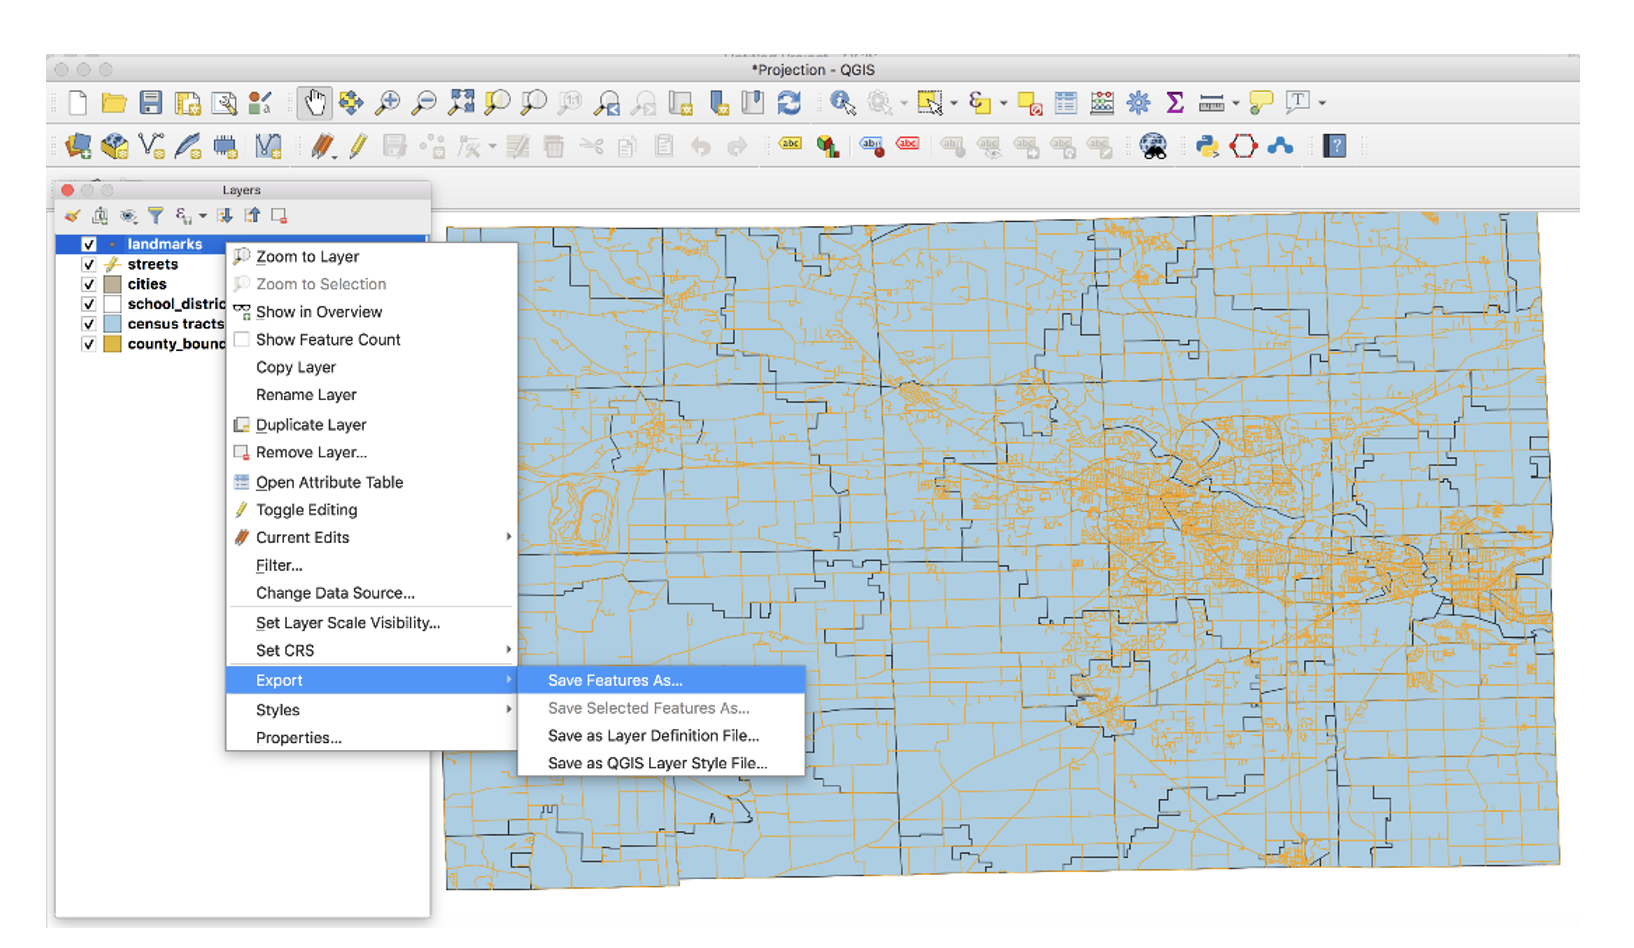 *Projection - QGIS
Layers
landmarks
streets
cities
school_distric
census tracts
county_bound
Zoom to Layer
Zoom to Selection
Show in Overview
Show Feature Count
Copy Layer
Rename Layer
Duplicate Layer
Remove Layer...
Open Attribute Table
Toggle Editing
Current Edits
Filter...
Change Data Source...
Set Layer Scale Visibility...
Set CRS
Export
Styles
Properties...
Save Features As...
Save Selected Features As...
Save as Layer Definition File...
Save as QGIS Layer Style File...